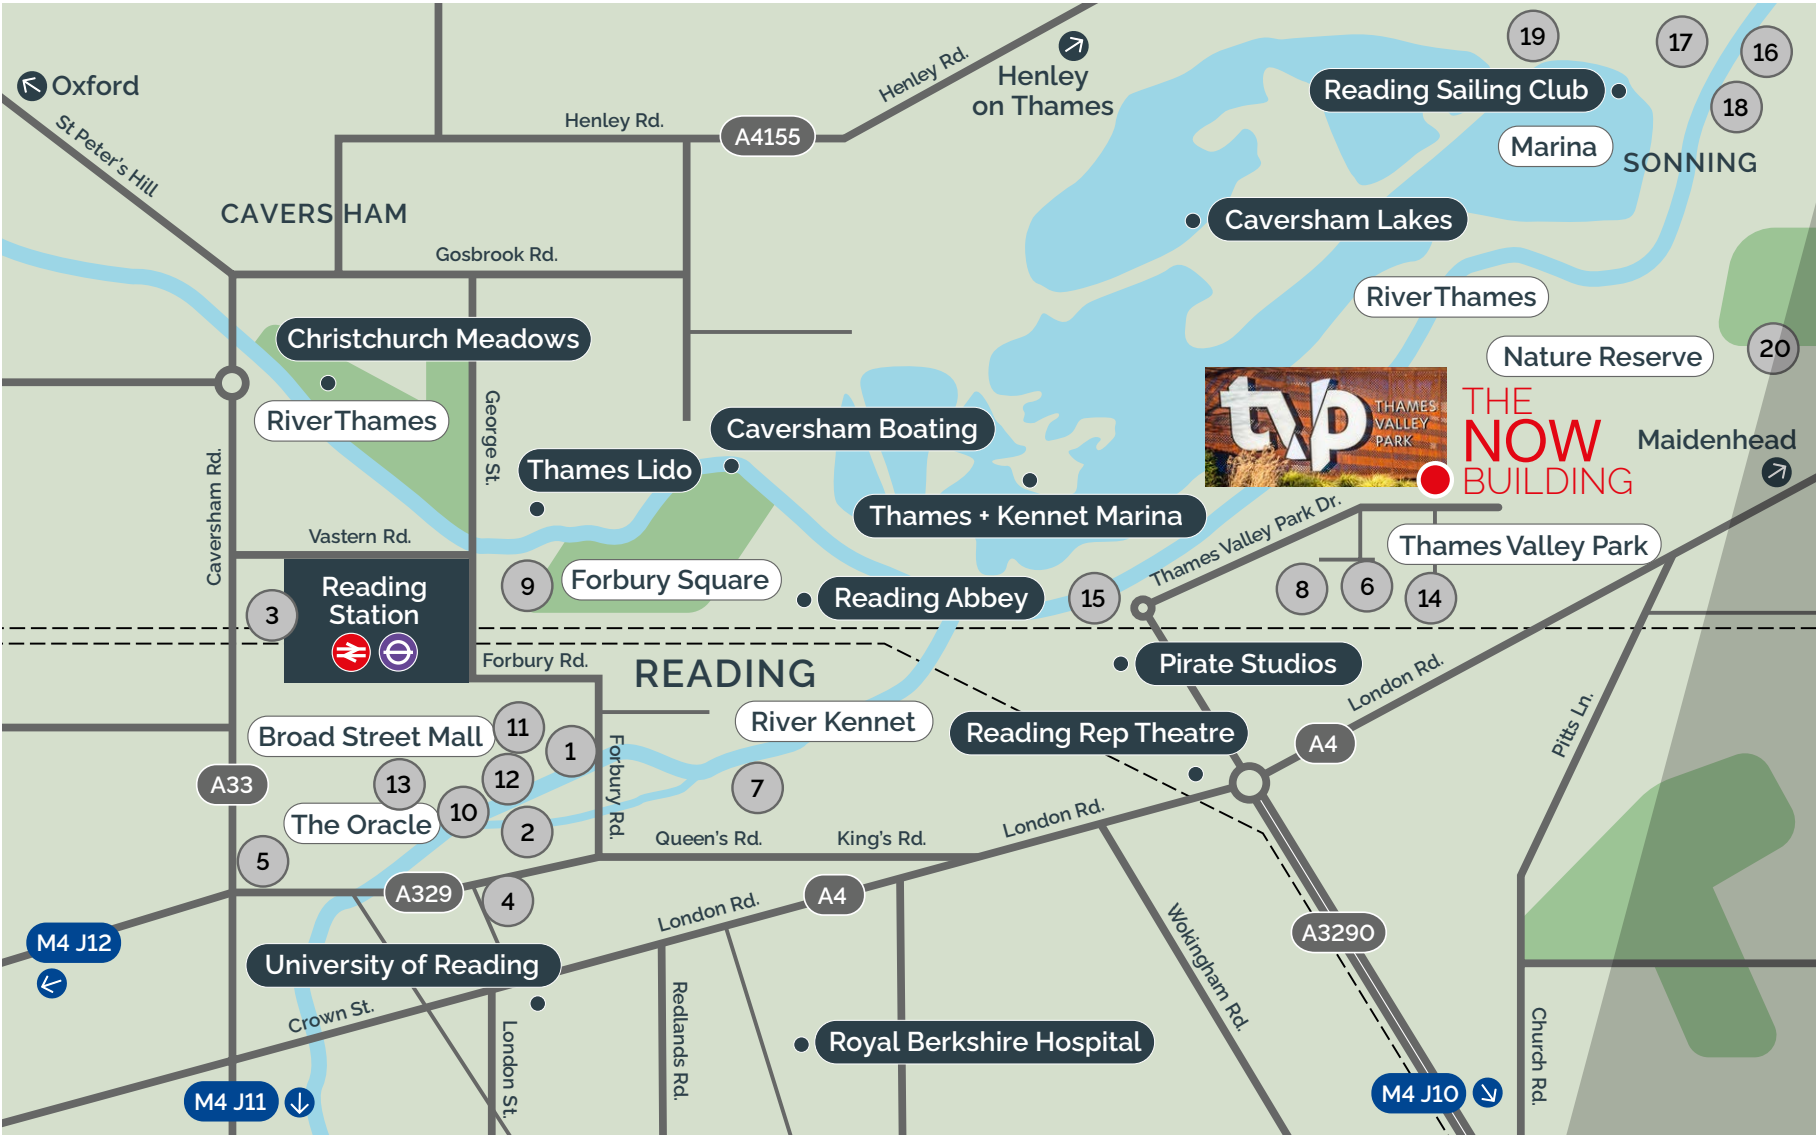 19
17
16
Oxford
Henley Rd.
Henley
on Thames
Reading Sailing Club
18
St Peter's Hill
Henley Rd.
A4155
Marina
SONNING
CAVERSHAM
Caversham Lakes
Gosbrook Rd.
River Thames
Christchurch Meadows
Nature Reserve
20
River Thames
George St.
Caversham Boating
tvp
THAMES
VALLEY
PARK
THE
NOW
BUILDING
Maidenhead
Thames Lido
Caversham Rd.
Thames + Kennet Marina
Thames Valley Park Dr.
Vastern Rd.
Thames Valley Park
Reading
Station
3
9
Forbury Square
Reading Abbey
15
8
6
14
Forbury Rd.
READING
Pirate Studios
London Rd.
Pitts Ln.
Broad Street Mall
11
1
River Kennet
Reading Rep Theatre
A4
Forbury Rd.
A33
13
12
7
The Oracle
10
2
London Rd.
Queen's Rd.
King's Rd.
5
A329
4
London Rd.
A4
Wokingham Rd.
A3290
M4 J12
University of Reading
Crown St.
London St.
Redlands Rd.
Royal Berkshire Hospital
Church Rd.
M4 J11
M4 J10